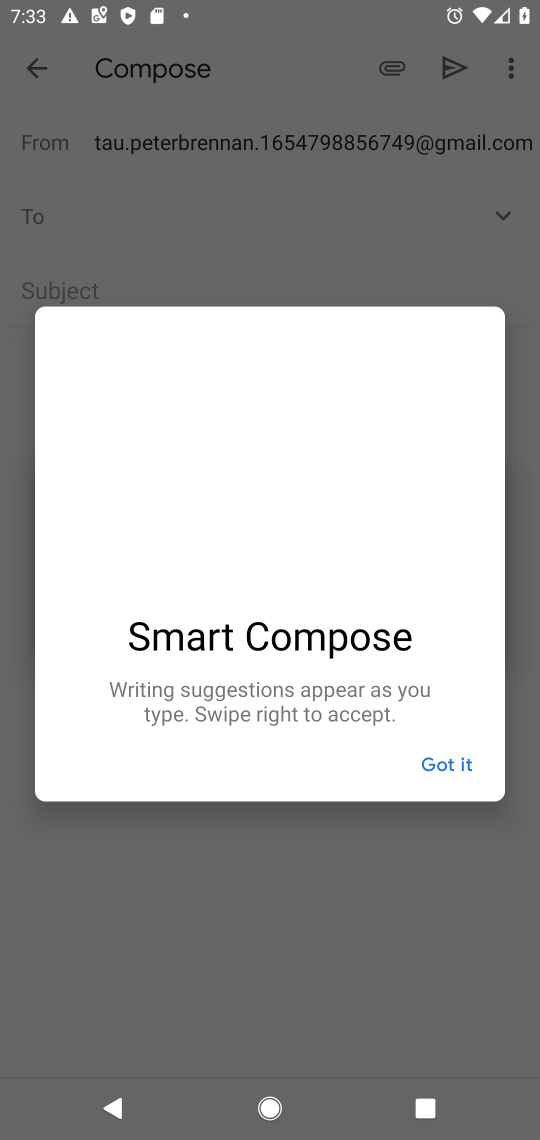 7:33
Compose
From tau.peterbrennan.1654798856749@gmail.com
To
Subject
Smart Compose
Writing suggestions appear as you
type. Swipe right to accept.
Got it